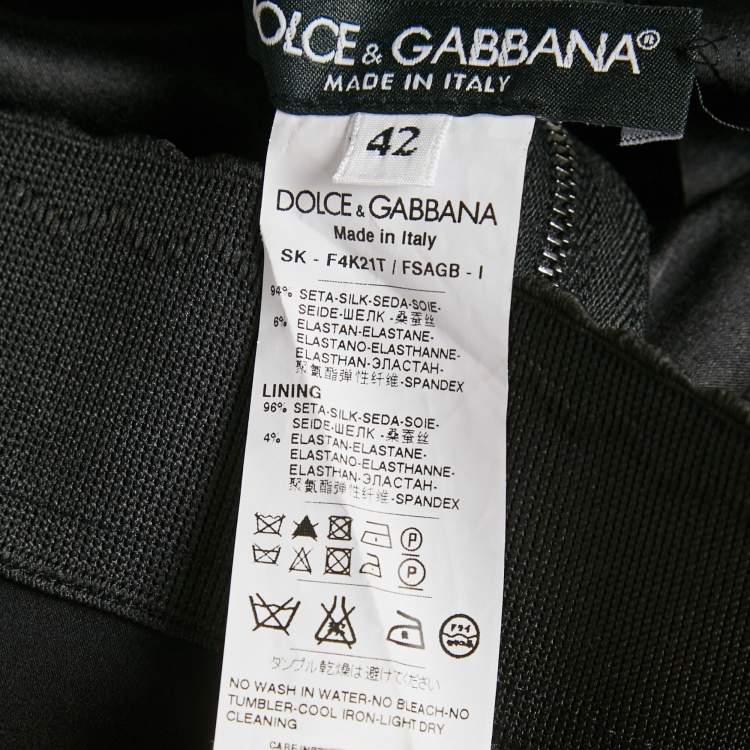 DOLCE & GABBANA®
MADE IN ITALY
42
DOLCE & GABBANA
Made in Italy
SK - F4K21T / FSAGB - I
94% SETA-SILK-SEDA-SOIE-
SEIDE-ШЕЛК -桑蚕丝
6% ELASTAN-ELASTANE-
ELASTANO-ELASTHANNE-
ELASTHAN-ЭЛАСТАН-
聚氨酯弹性纤维-SPANDEX
LINING
96% SETA-SILK-SEDA-SOIE-
SEIDE-ШЕЛК -桑蚕丝
4% ELASTAN-ELASTANE-
ELASTANO-ELASTHANNE-
ELASTHAN-ЭЛАСТАН-
聚氨酯弹性纤维-SPANDEX
P
P
ドライ
タンブル乾燥は避けてください
NO WASH IN WATER-NO BLEACH-NO
TUMBLER-COOL IRON-LIGHT DRY
CLEANING